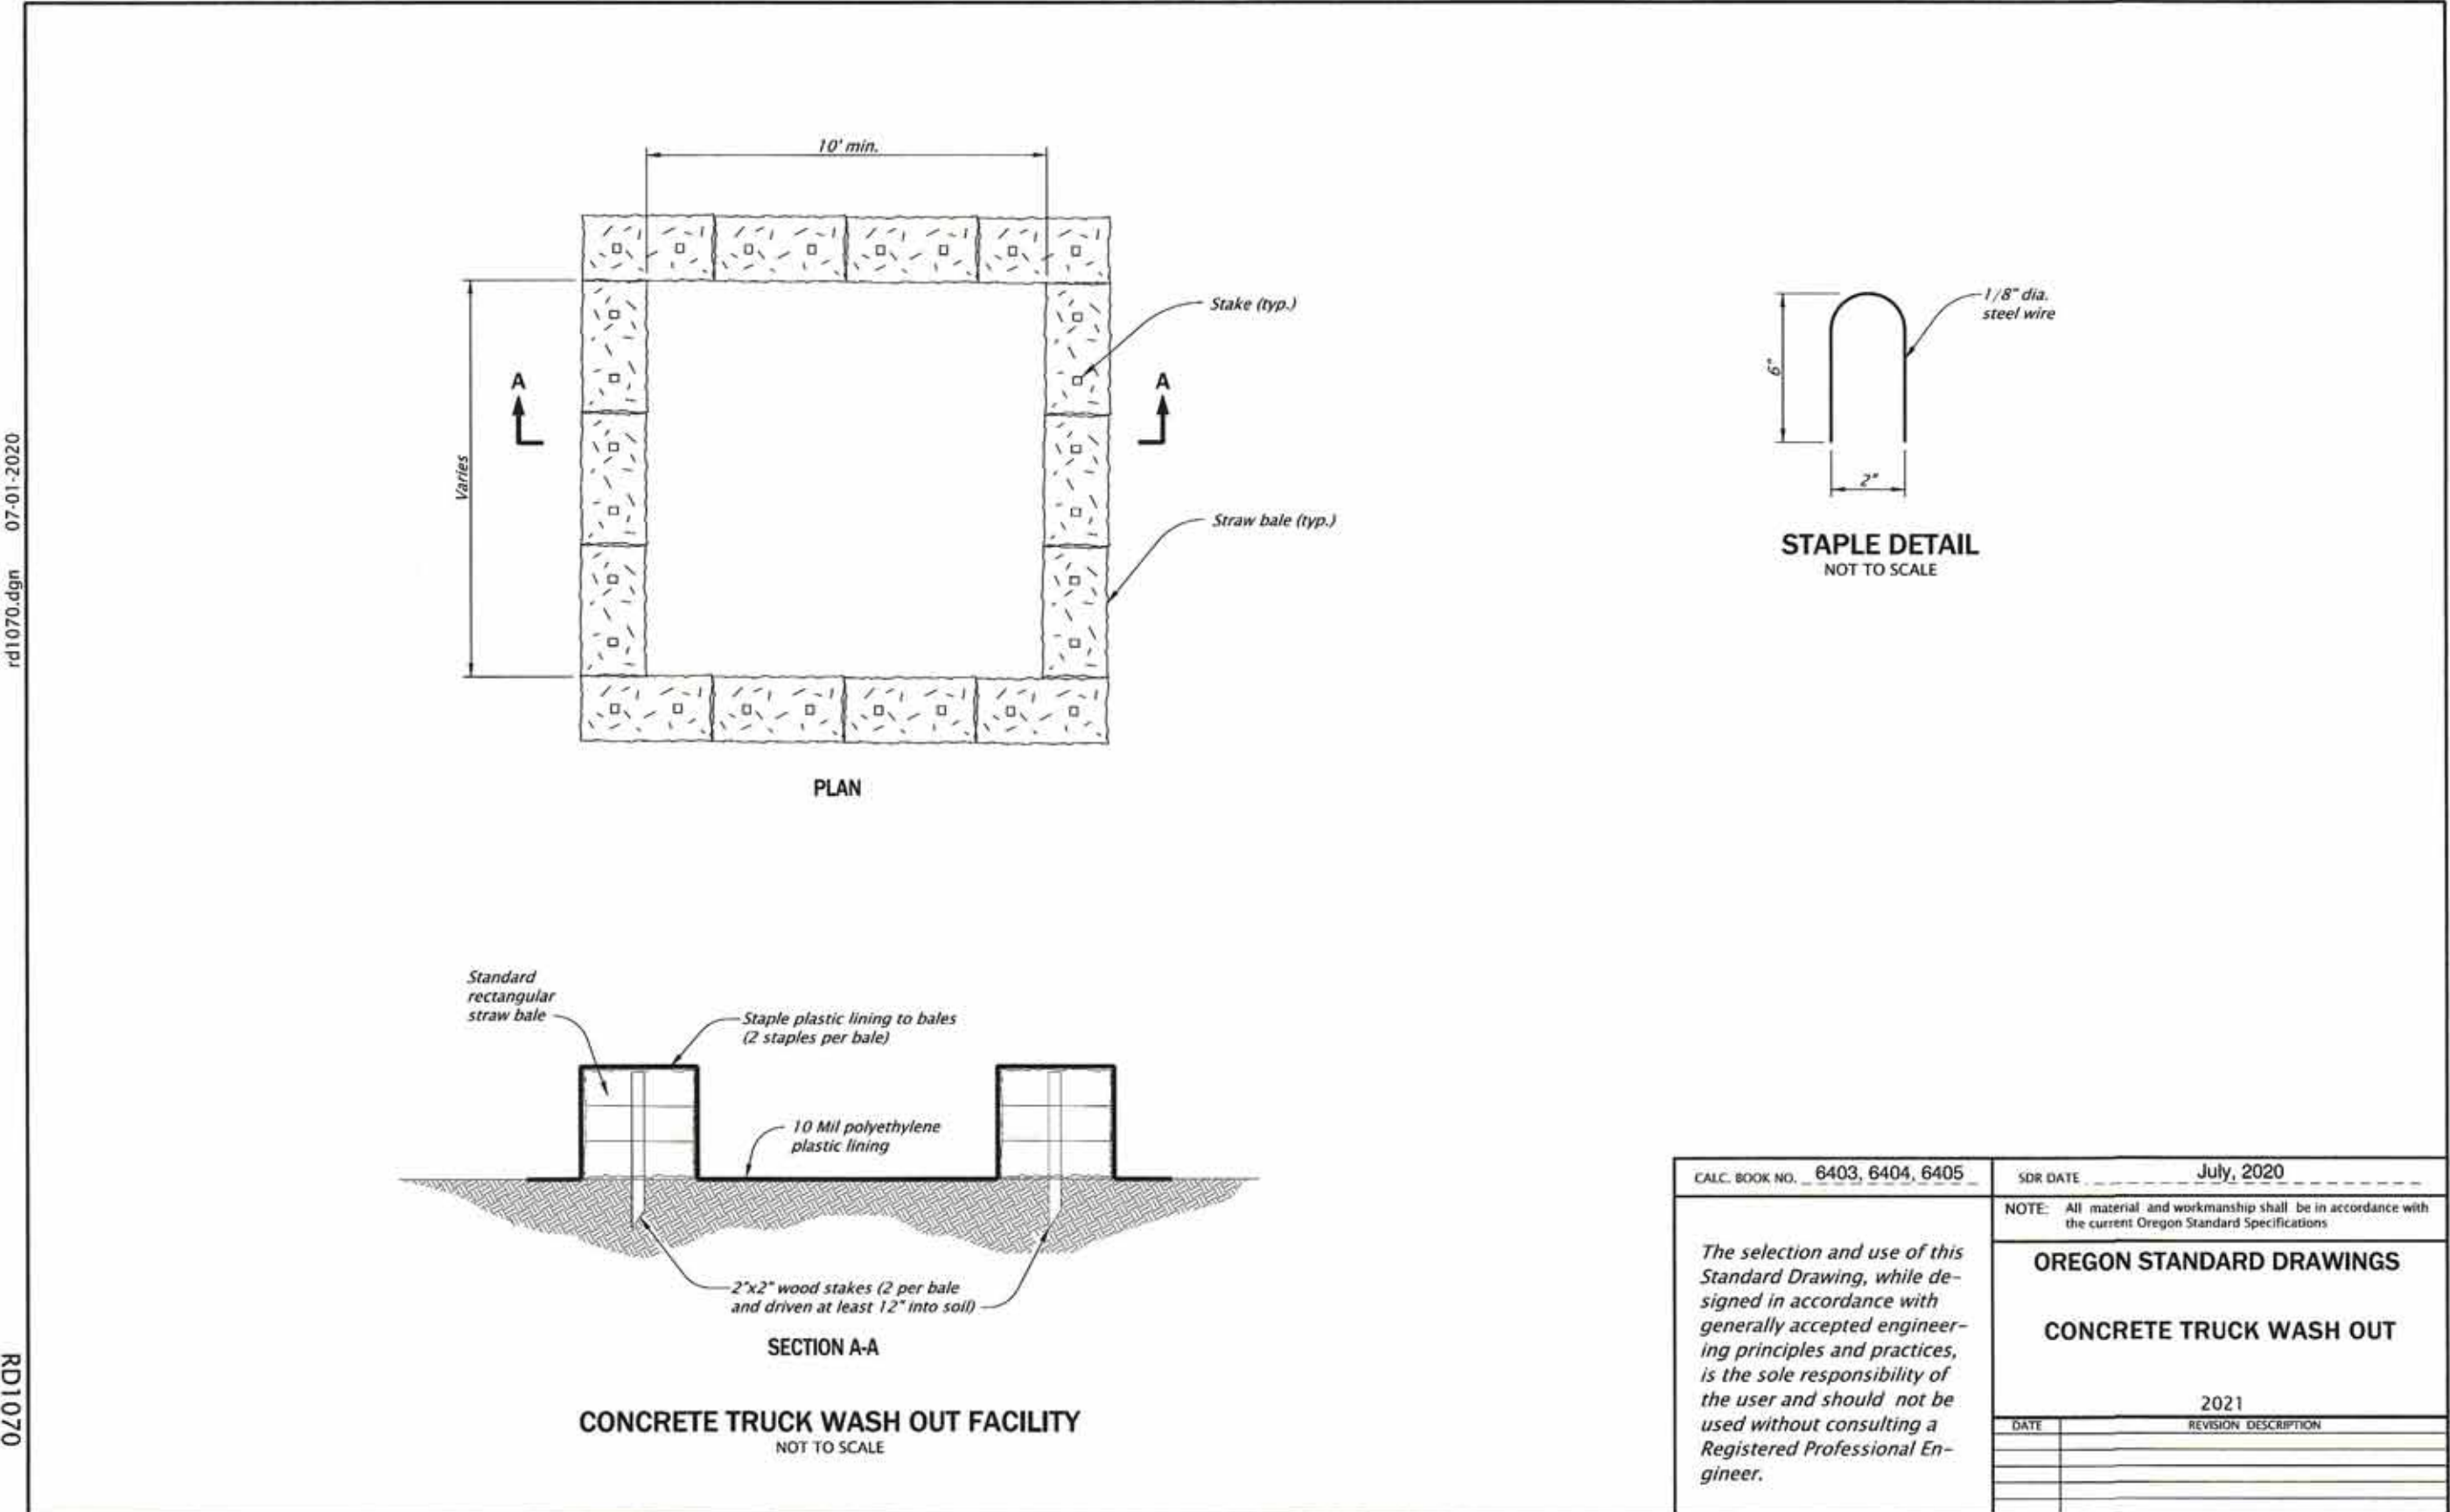 10' min.
Stake (typ.)
A
A
Varies
Straw bale (typ.)
PLAN
1/8" dia.
steel wire
6"
2"
STAPLE DETAIL
NOT TO SCALE
Standard
rectangular
straw bale
Staple plastic lining to bales
(2 staples per bale)
10 Mil polyethylene
plastic lining
2"x2" wood stakes (2 per bale
and driven at least 12" into soil)
SECTION A-A
CONCRETE TRUCK WASH OUT FACILITY
NOT TO SCALE
rd1070.dgn 07-01-2020
RD1070
CALC. BOOK NO. 6403, 6404, 6405
SDR DATE July, 2020
NOTE: All material and workmanship shall be in accordance with
the current Oregon Standard Specifications
The selection and use of this
Standard Drawing, while de-
signed in accordance with
generally accepted engineer-
ing principles and practices,
is the sole responsibility of
the user and should not be
used without consulting a
Registered Professional En-
gineer.
OREGON STANDARD DRAWINGS
CONCRETE TRUCK WASH OUT
2021
DATE REVISION DESCRIPTION